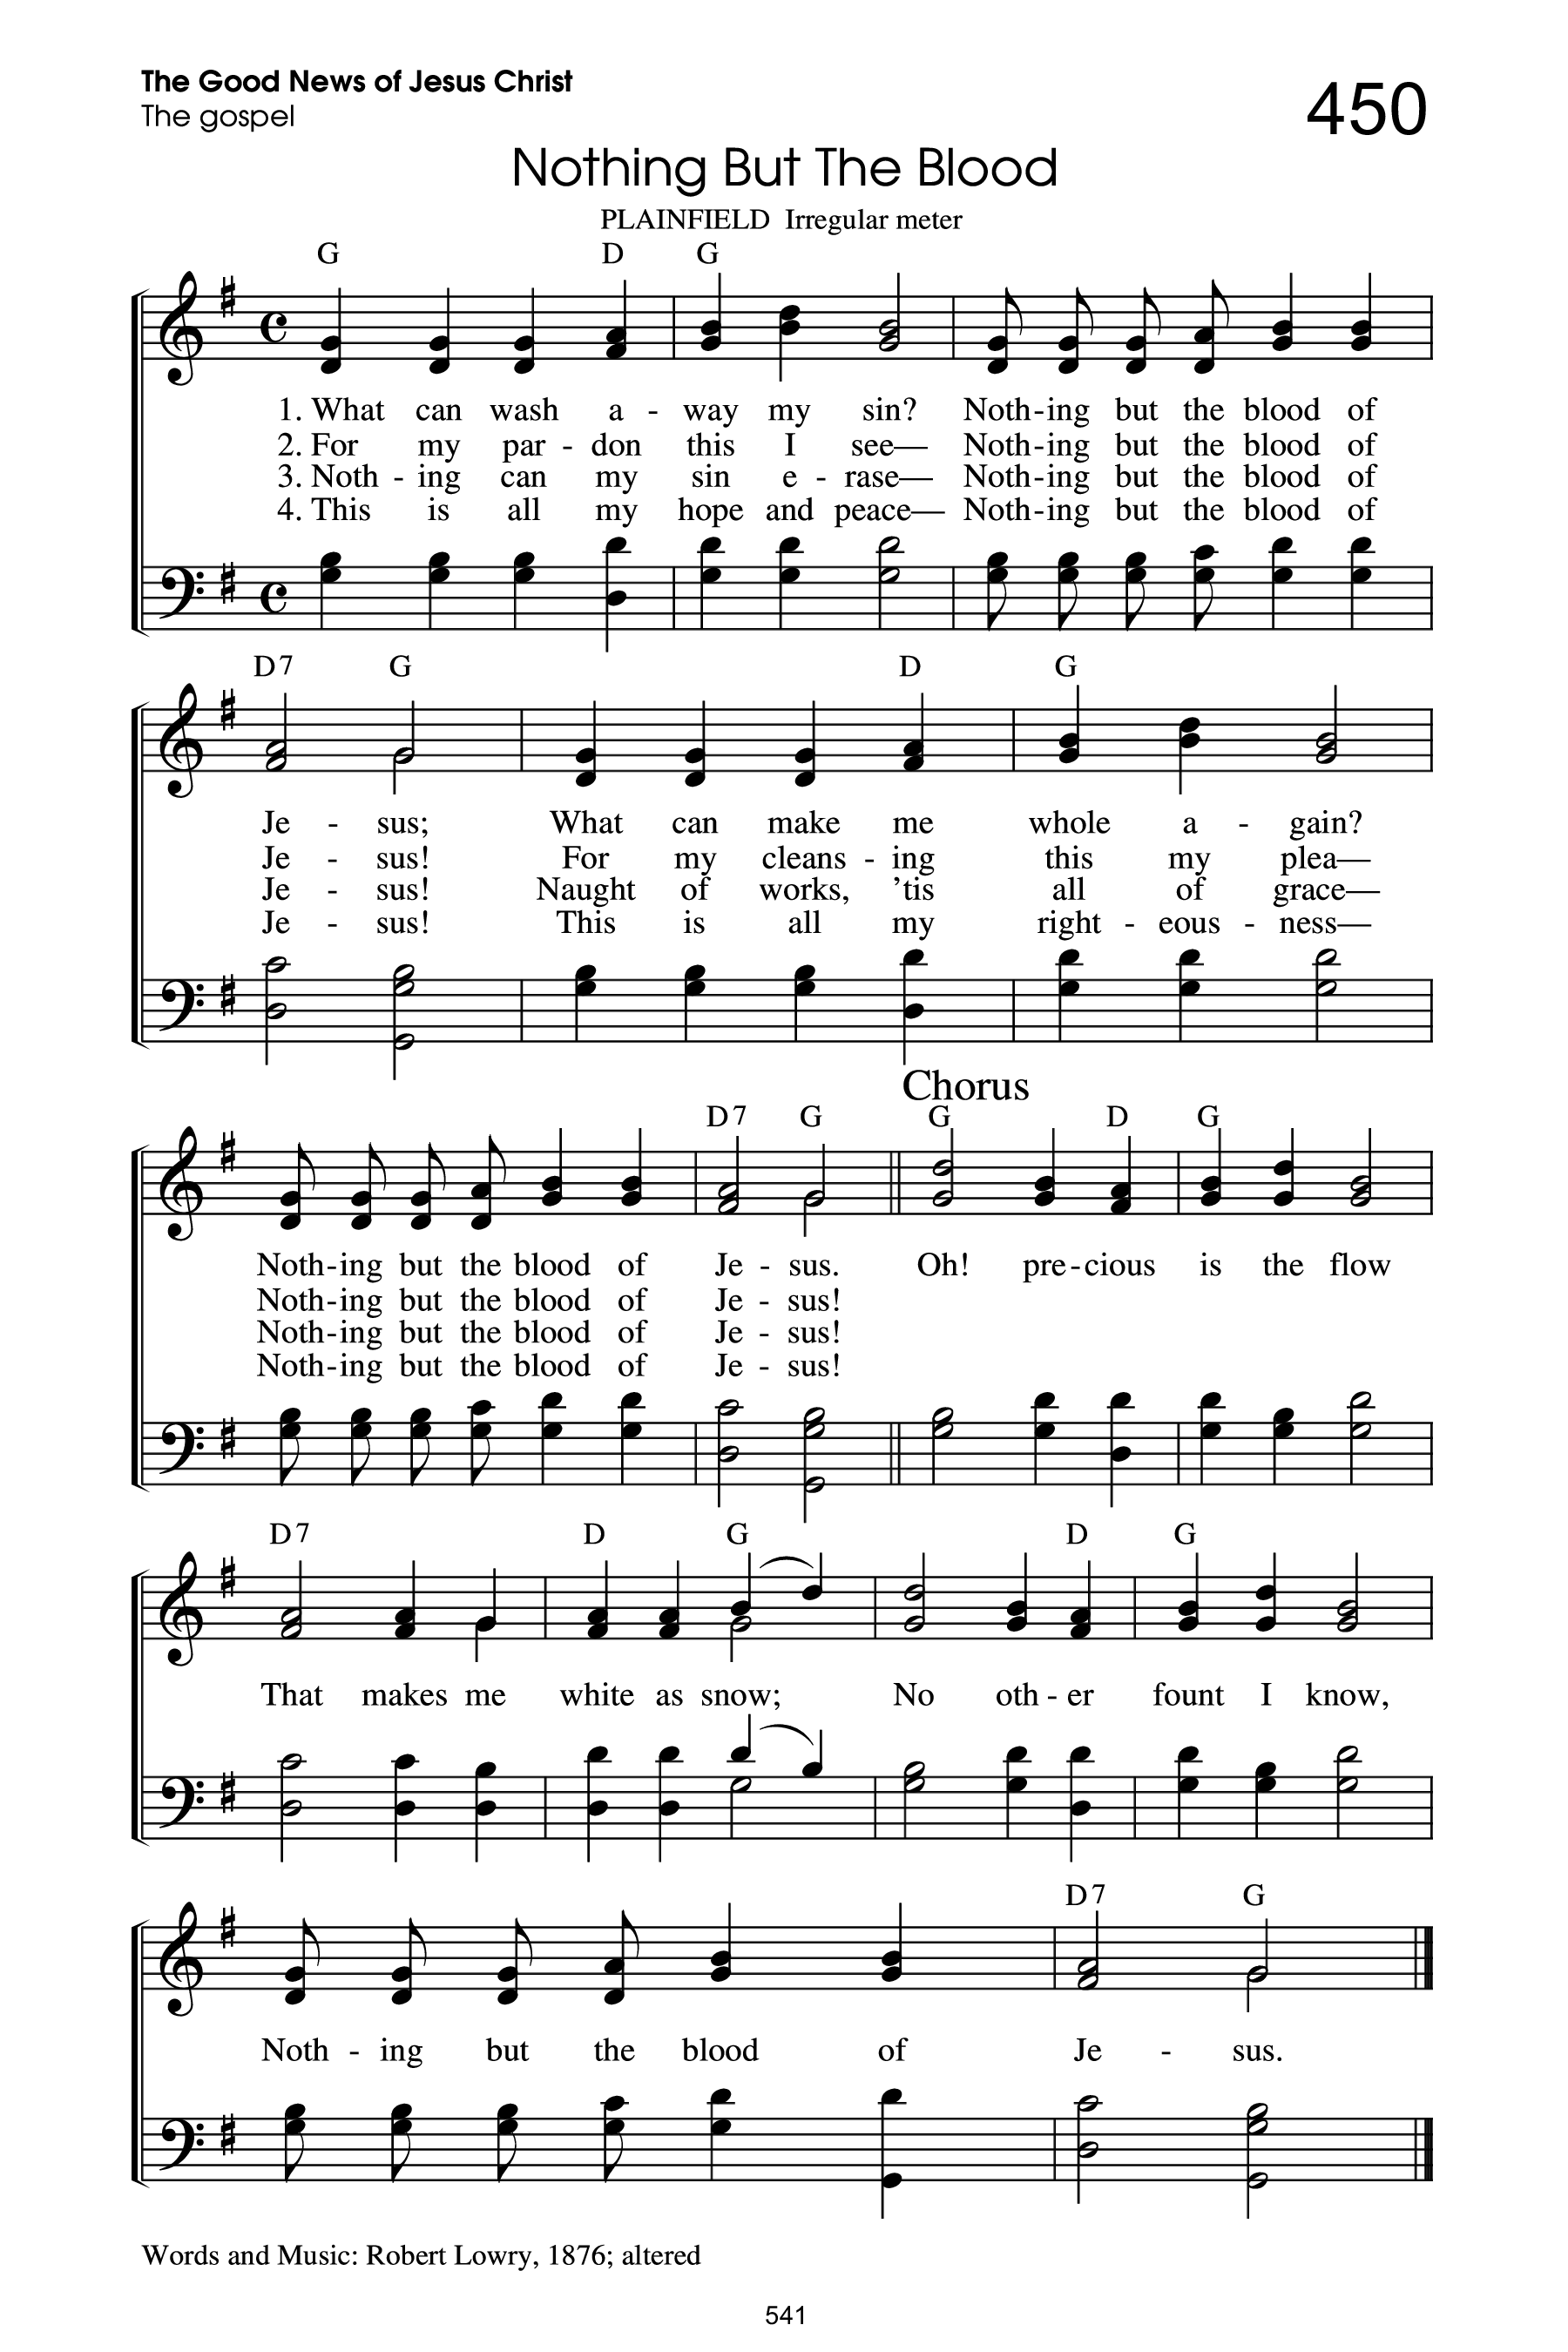 The Good News of Jesus Christ
The gospel
450
Nothing But The Blood
PLAINFIELD Irregular meter
G D G
1. What can wash a - way my sin? Noth - ing but the blood of
2. For my par - don this I see— Noth - ing but the blood of
3. Noth - ing can my sin e - rase— Noth - ing but the blood of
4. This is all my hope and peace— Noth - ing but the blood of
D7 G D G
Je - sus; What can make me whole a - gain?
Je - sus! For my cleans - ing this my plea—
Je - sus! Naught of works, ’tis all of grace—
Je - sus! This is all my right - eous - ness—
Chorus
D7 G G D G
Noth - ing but the blood of Je - sus. Oh! pre - cious is the flow
Noth - ing but the blood of Je - sus!
Noth - ing but the blood of Je - sus!
Noth - ing but the blood of Je - sus!
D7 D G D G
That makes me white as snow; No oth - er fount I know,
D7 G
Noth - ing but the blood of Je - sus.
Words and Music: Robert Lowry, 1876; altered
541